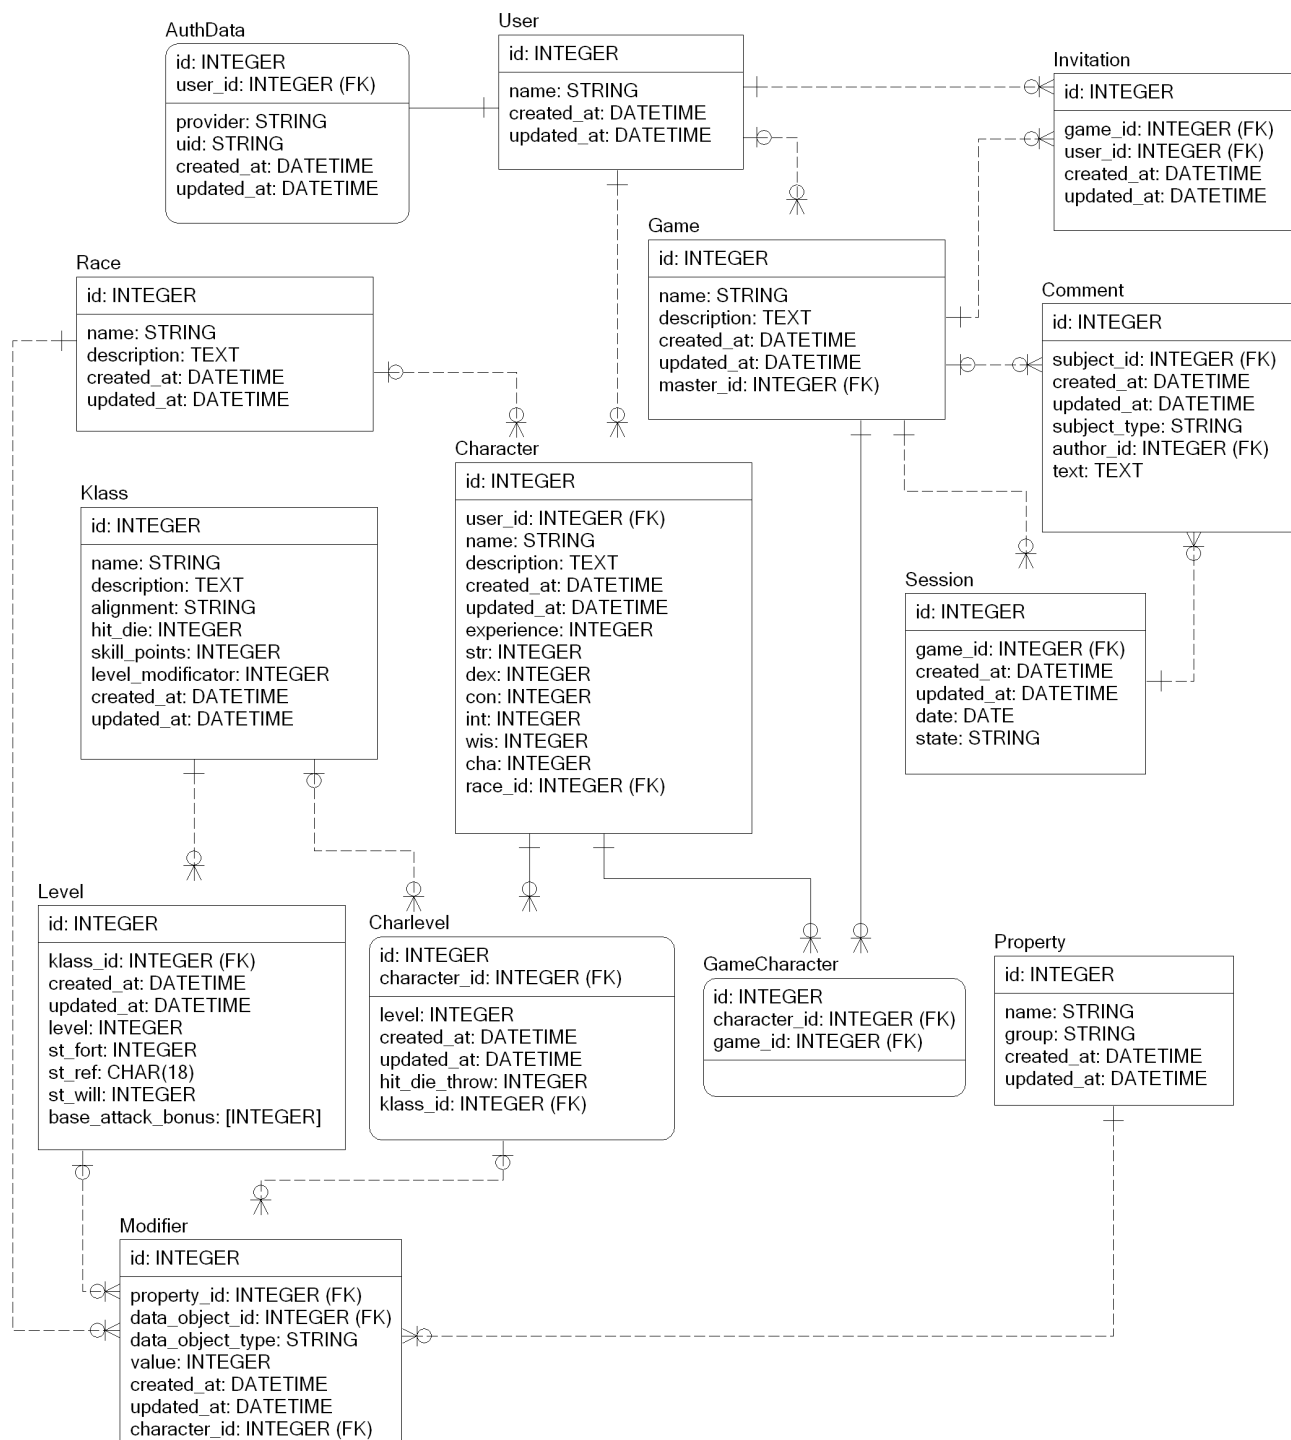 AuthData
id: INTEGER
user_id: INTEGER (FK)
provider: STRING
uid: STRING
created_at: DATETIME
updated_at: DATETIME
User
id: INTEGER
name: STRING
created_at: DATETIME
updated_at: DATETIME
Invitation
id: INTEGER
game_id: INTEGER (FK)
user_id: INTEGER (FK)
created_at: DATETIME
updated_at: DATETIME
Race
id: INTEGER
name: STRING
description: TEXT
created_at: DATETIME
updated_at: DATETIME
Game
id: INTEGER
name: STRING
description: TEXT
created_at: DATETIME
updated_at: DATETIME
master_id: INTEGER (FK)
Comment
id: INTEGER
subject_id: INTEGER (FK)
created_at: DATETIME
updated_at: DATETIME
subject_type: STRING
author_id: INTEGER (FK)
text: TEXT
Klass
id: INTEGER
name: STRING
description: TEXT
alignment: STRING
hit_die: INTEGER
skill_points: INTEGER
level_modificator: INTEGER
created_at: DATETIME
updated_at: DATETIME
Character
id: INTEGER
user_id: INTEGER (FK)
name: STRING
description: TEXT
created_at: DATETIME
updated_at: DATETIME
experience: INTEGER
str: INTEGER
dex: INTEGER
con: INTEGER
int: INTEGER
wis: INTEGER
cha: INTEGER
race_id: INTEGER (FK)
Session
id: INTEGER
game_id: INTEGER (FK)
created_at: DATETIME
updated_at: DATETIME
date: DATE
state: STRING
Level
id: INTEGER
klass_id: INTEGER (FK)
created_at: DATETIME
updated_at: DATETIME
level: INTEGER
st_fort: INTEGER
st_ref: CHAR(18)
st_will: INTEGER
base_attack_bonus: [INTEGER]
Charlevel
id: INTEGER
character_id: INTEGER (FK)
level: INTEGER
created_at: DATETIME
updated_at: DATETIME
hit_die_throw: INTEGER
klass_id: INTEGER (FK)
GameCharacter
id: INTEGER
character_id: INTEGER (FK)
game_id: INTEGER (FK)
Property
id: INTEGER
name: STRING
group: STRING
created_at: DATETIME
updated_at: DATETIME
Modifier
id: INTEGER
property_id: INTEGER (FK)
data_object_id: INTEGER (FK)
data_object_type: STRING
value: INTEGER
created_at: DATETIME
updated_at: DATETIME
character_id: INTEGER (FK)